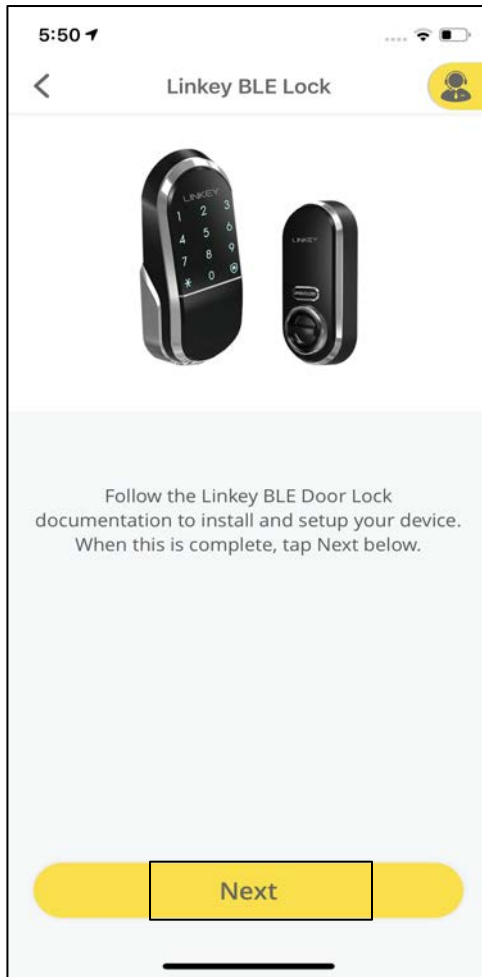 5:50
Linkey BLE Lock
LINKEY
1 2 3
4 5 6
7 8 9
* 0
LINKEY
Follow the Linkey BLE Door Lock
documentation to install and setup your device.
When this is complete, tap Next below.
Next